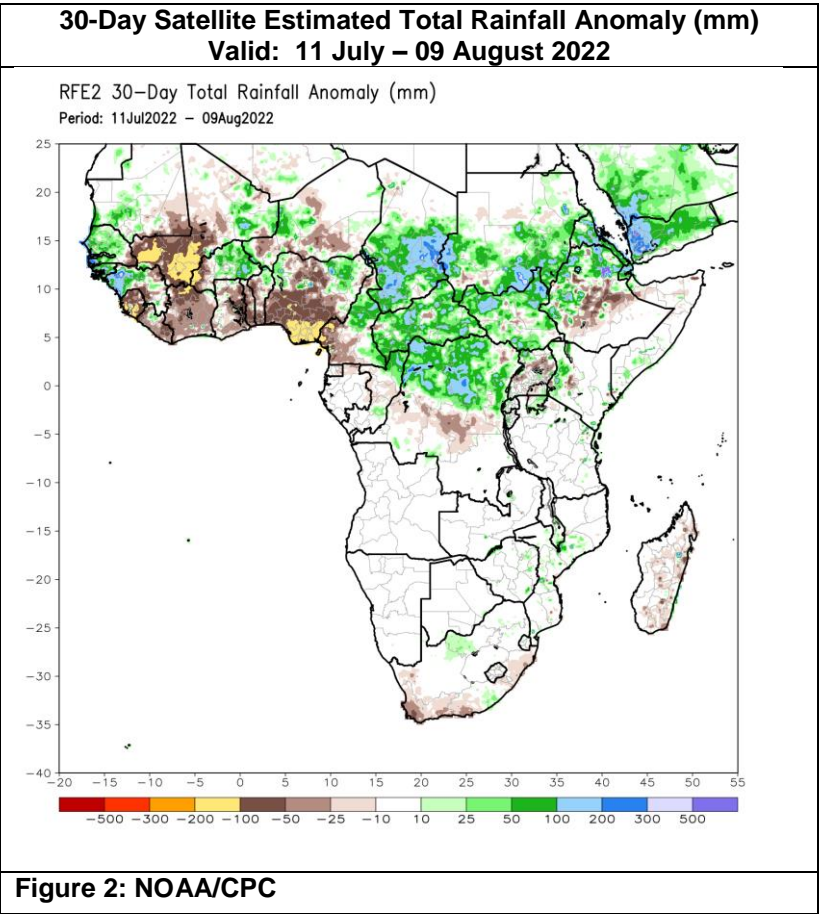 30-Day Satellite Estimated Total Rainfall Anomaly (mm)
Valid:  11 July – 09 August 2022
RFE2 30-Day Total Rainfall Anomaly (mm)
Period: 11Jul2022 – 09Aug2022
25
20
15
10
5
0
-5
-10
-15
-20
-25
-30
-35
-40
-20 -15 -10 -5 0 5 10 15 20 25 30 35 40 45 50 55
-500 -300 -200 -100 -50 -25 -10 10 25 50 100 200 300 500
Figure 2: NOAA/CPC